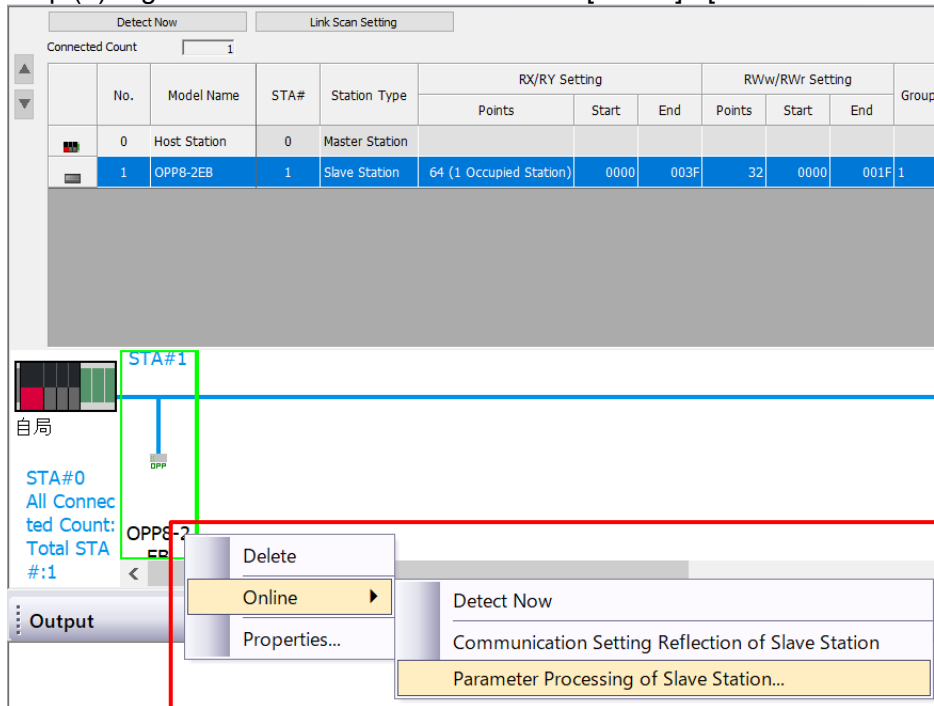 Detect Now Link Scan Setting
Connected Count 1
No. Model Name STA# Station Type RX/RY Setting RWw/RWr Setting Group
Points Start End Points Start End
0 Host Station 0 Master Station
1 OPP8-2EB 1 Slave Station 64 (1 Occupied Station) 0000 003F 32 0000 001F 1
STA#1
自局
OPP
STA#0
All Connec
ted Count:
Total STA
#:1
OPP8-2
EB
Delete
Online
Properties...
Detect Now
Communication Setting Reflection of Slave Station
Parameter Processing of Slave Station...
Output